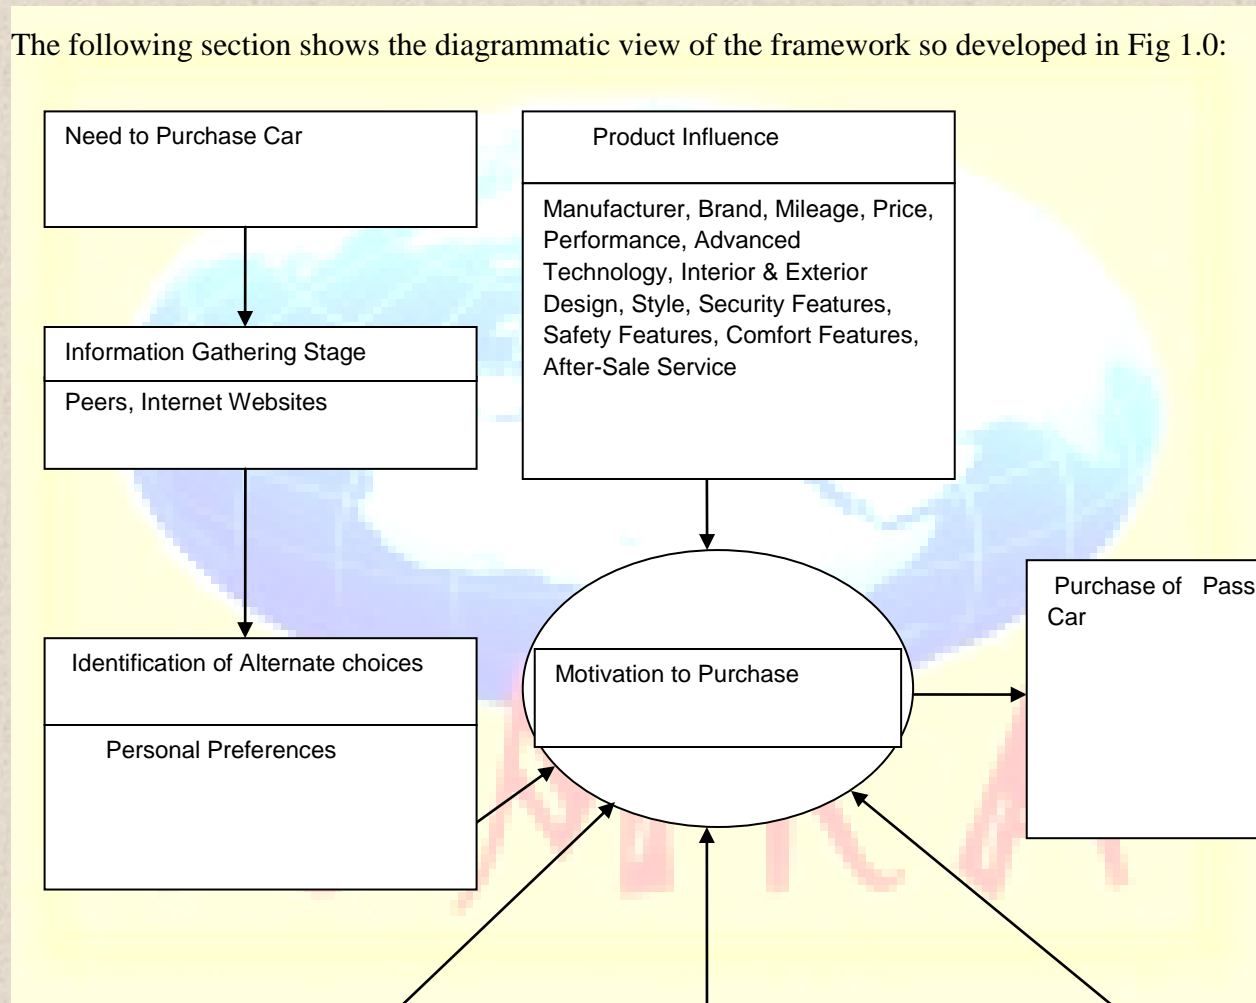 The following section shows the diagrammatic view of the framework so developed in Fig 1.0:
Need to Purchase Car
Information Gathering Stage
Peers, Internet Websites
Identification of Alternate choices
Personal Preferences
Product Influence
Manufacturer, Brand, Mileage, Price,
Performance, Advanced
Technology, Interior & Exterior
Design, Style, Security Features,
Safety Features, Comfort Features,
After-Sale Service
Motivation to Purchase
Purchase of Pass
Car